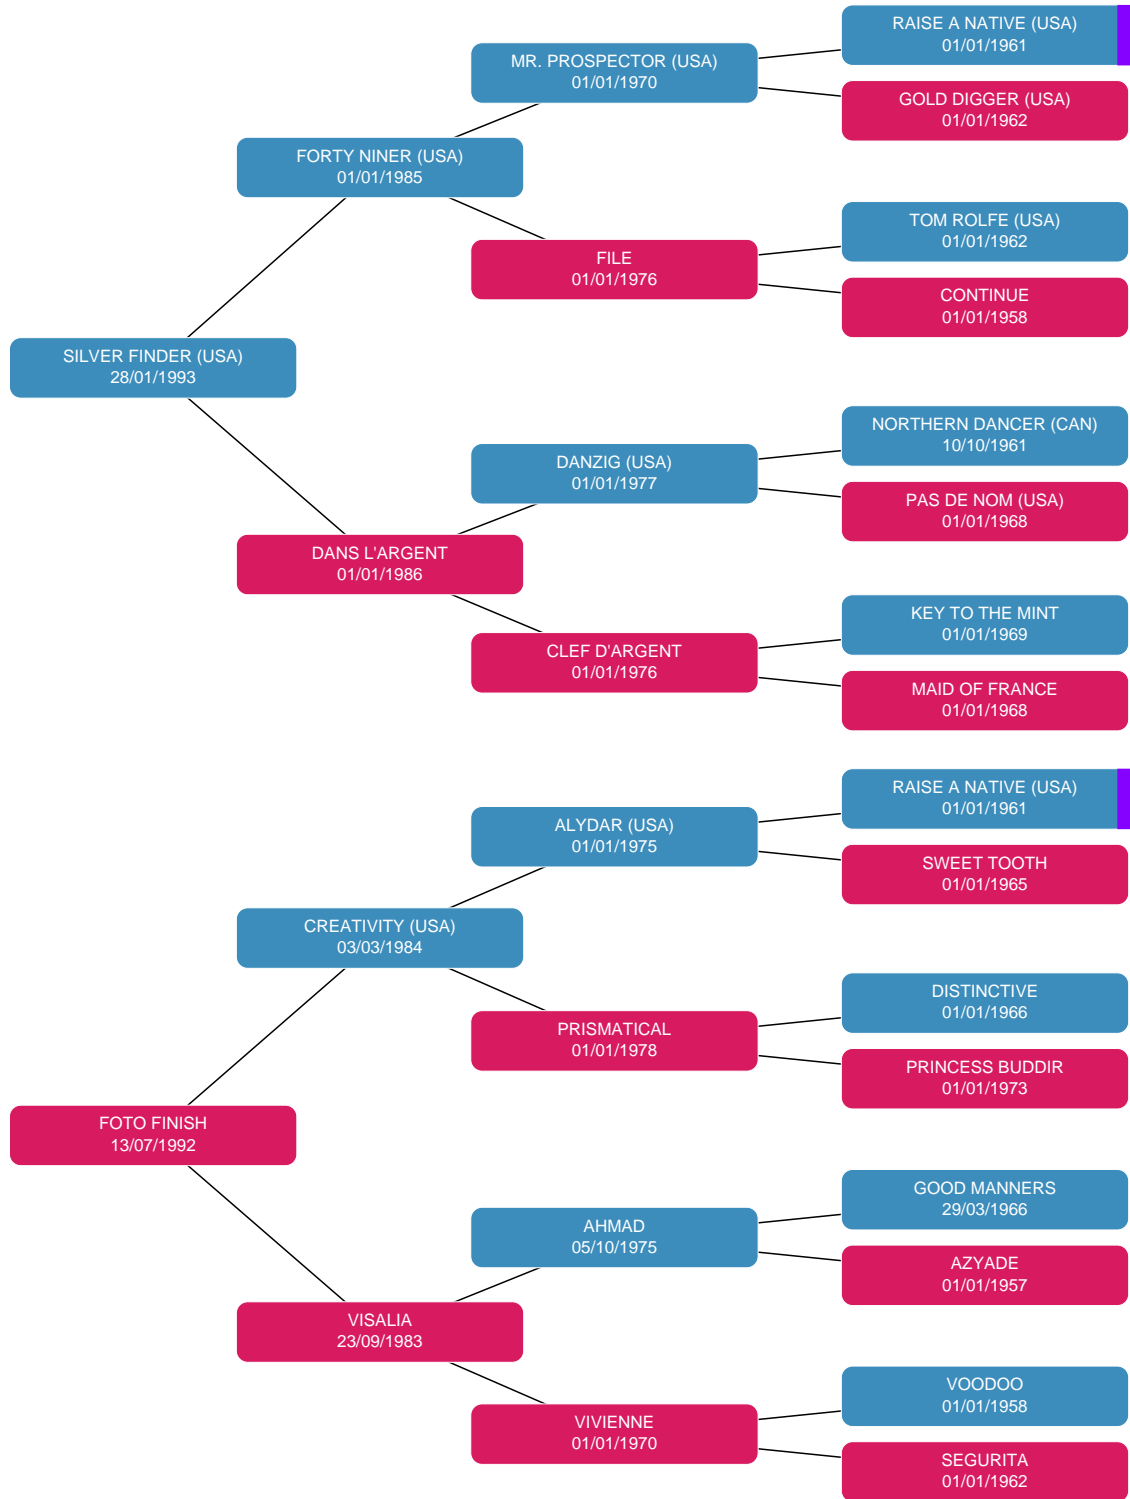 RAISE A NATIVE (USA)
01/01/1961
MR. PROSPECTOR (USA)
01/01/1970
GOLD DIGGER (USA)
01/01/1962
FORTY NINER (USA)
01/01/1985
TOM ROLFE (USA)
01/01/1962
FILE
01/01/1976
CONTINUE
01/01/1958
SILVER FINDER (USA)
28/01/1993
NORTHERN DANCER (CAN)
10/10/1961
DANZIG (USA)
01/01/1977
PAS DE NOM (USA)
01/01/1968
DANS L'ARGENT
01/01/1986
KEY TO THE MINT
01/01/1969
CLEF D'ARGENT
01/01/1976
MAID OF FRANCE
01/01/1968
RAISE A NATIVE (USA)
01/01/1961
ALYDAR (USA)
01/01/1975
SWEET TOOTH
01/01/1965
CREATIVITY (USA)
03/03/1984
DISTINCTIVE
01/01/1966
PRISMATICAL
01/01/1978
PRINCESS BUDDIR
01/01/1973
FOTO FINISH
13/07/1992
GOOD MANNERS
29/03/1966
AHMAD
05/10/1975
AZYADE
01/01/1957
VISALIA
23/09/1983
VOODOO
01/01/1958
VIVIENNE
01/01/1970
SEGURITA
01/01/1962